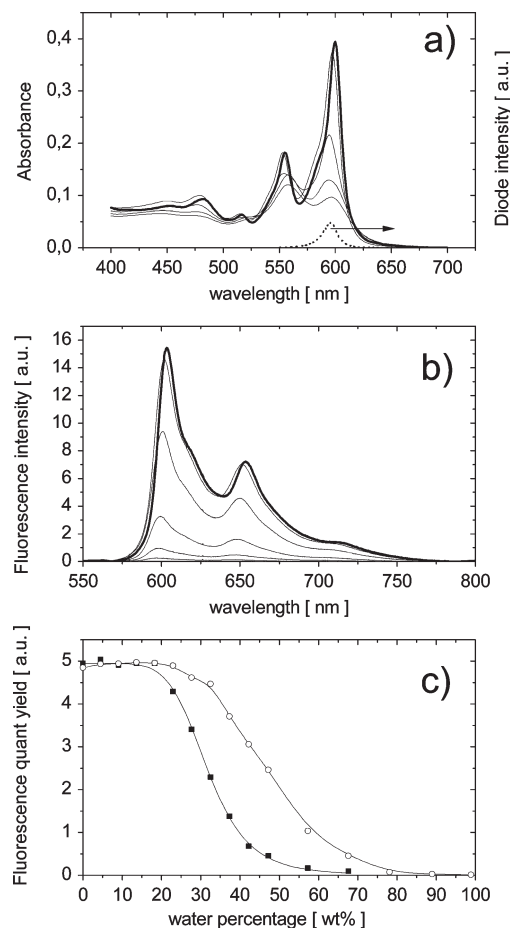 a)
0,4
0,3
0,2
0,1
0,0
Absorbance
Diode intensity [ a.u. ]
400 450 500 550 600 650 700
wavelength [ nm ]
b)
16
14
12
10
8
6
4
2
0
Fluorescence intensity [ a.u. ]
550 600 650 700 750 800
wavelength [ nm ]
c)
5
4
3
2
1
0
Fluorescence quant yield [ a.u. ]
0 10 20 30 40 50 60 70 80 90 100
water percentage [ wt% ]